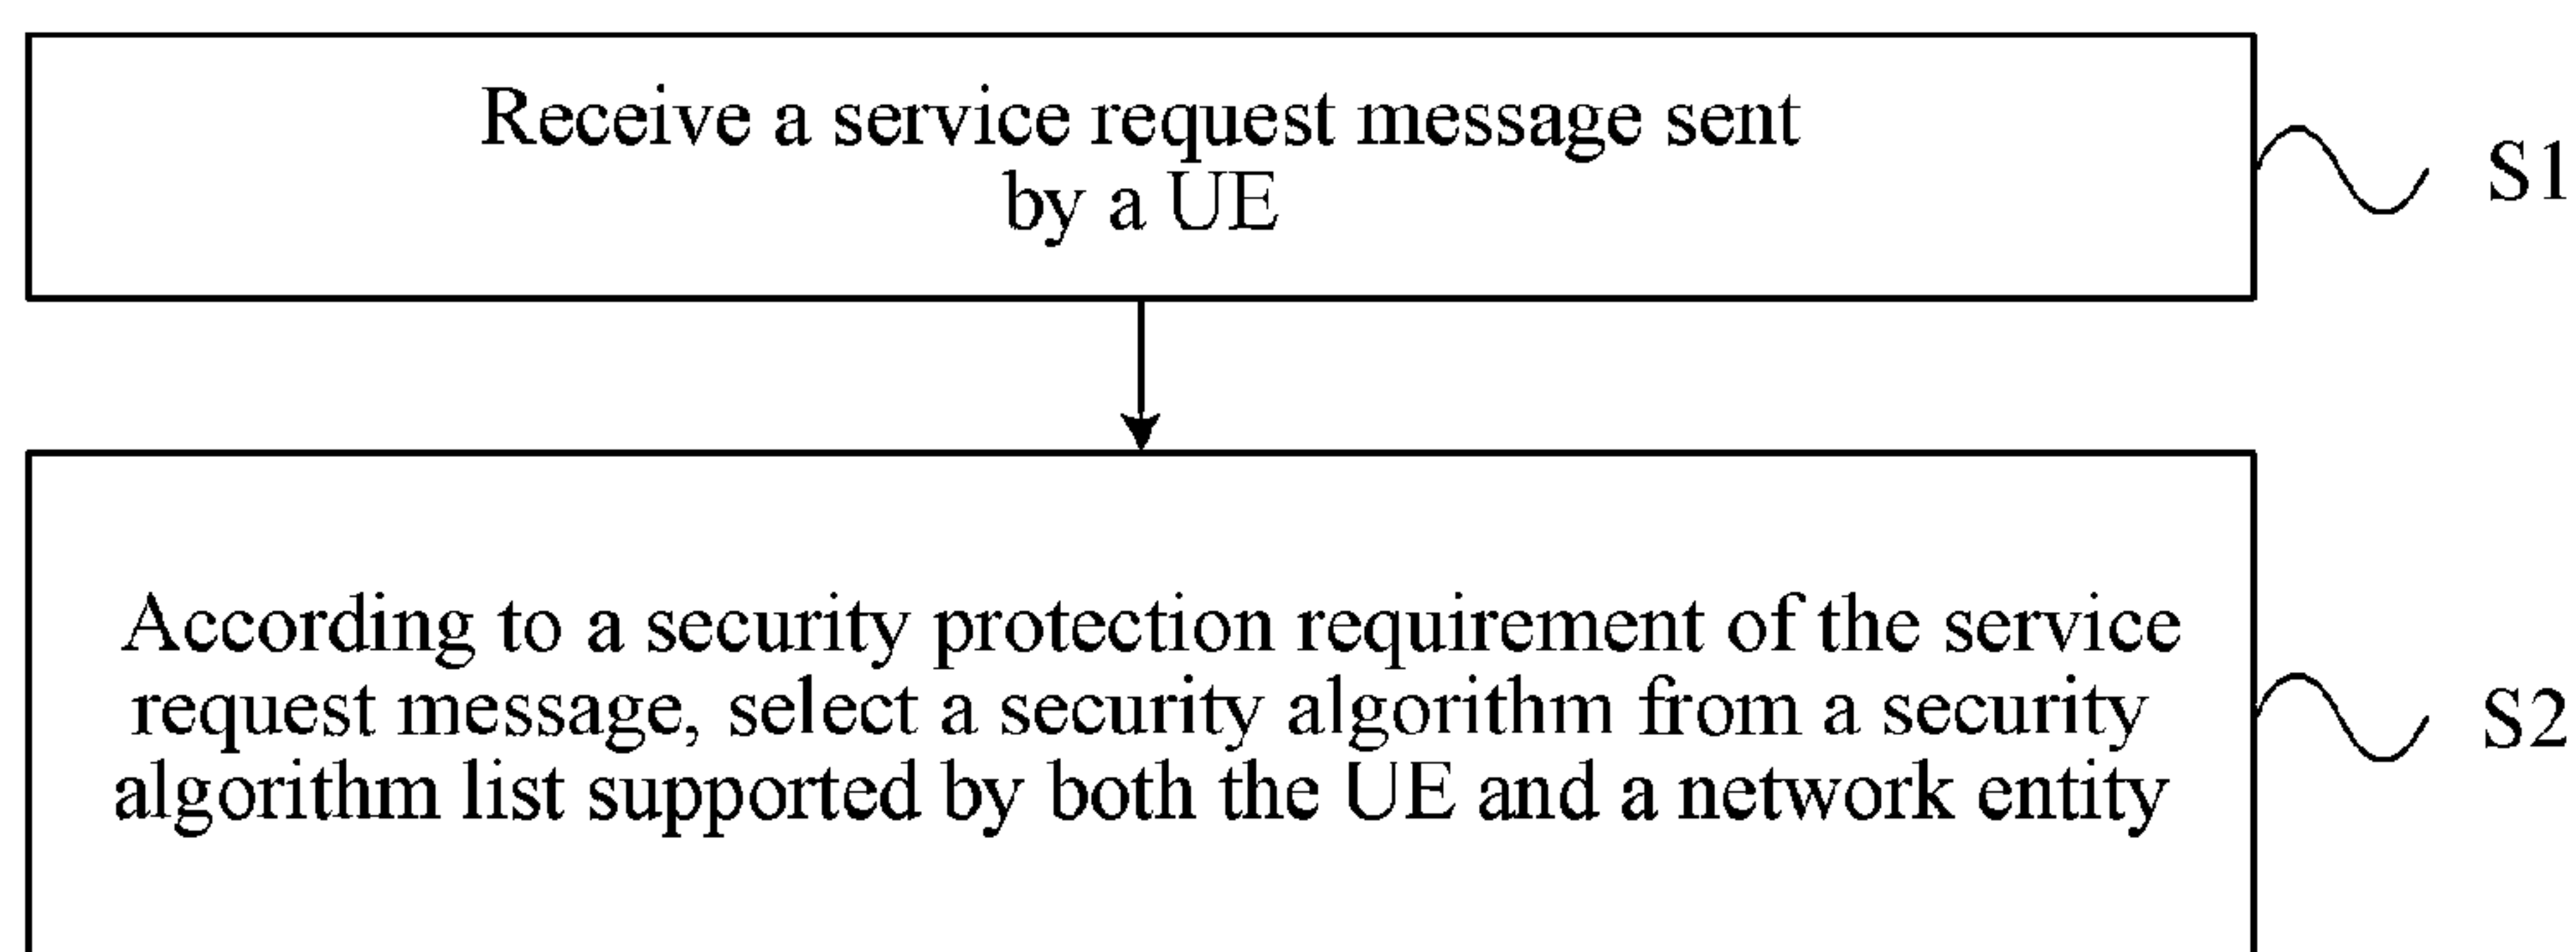 Receive a service request message sent
by a UE
S1
According to a security protection requirement of the service
request message, select a security algorithm from a security
algorithm list supported by both the UE and a network entity
S2